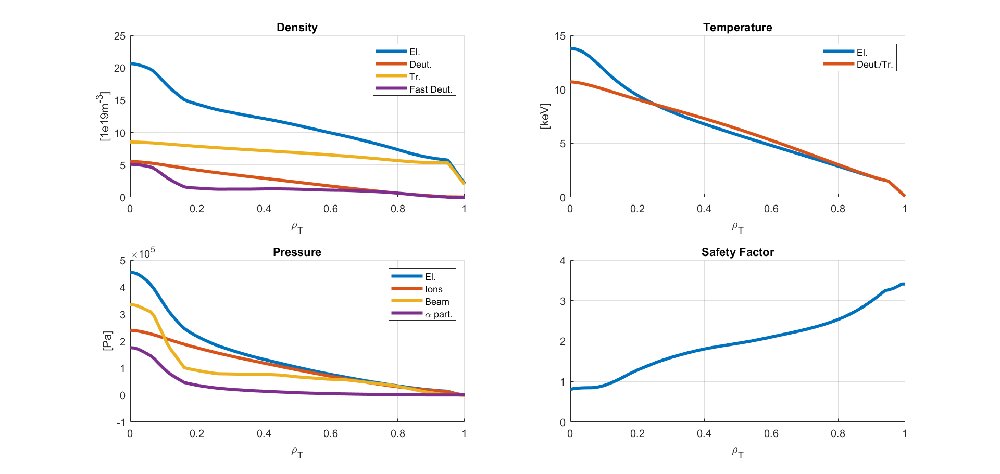 Density
25
20
15
10
5
0
[1e19m-3]
0 0.2 0.4 0.6 0.8 1
ρT
El.
Deut.
Tr.
Fast Deut.
Temperature
15
10
5
0
[keV]
0 0.2 0.4 0.6 0.8 1
ρT
El.
Deut./Tr.
Pressure
×10^5
5
4
3
2
1
0
-1
[Pa]
0 0.2 0.4 0.6 0.8 1
ρT
El.
Ions
Beam
α part.
Safety Factor
4
3
2
1
0
0 0.2 0.4 0.6 0.8 1
ρT